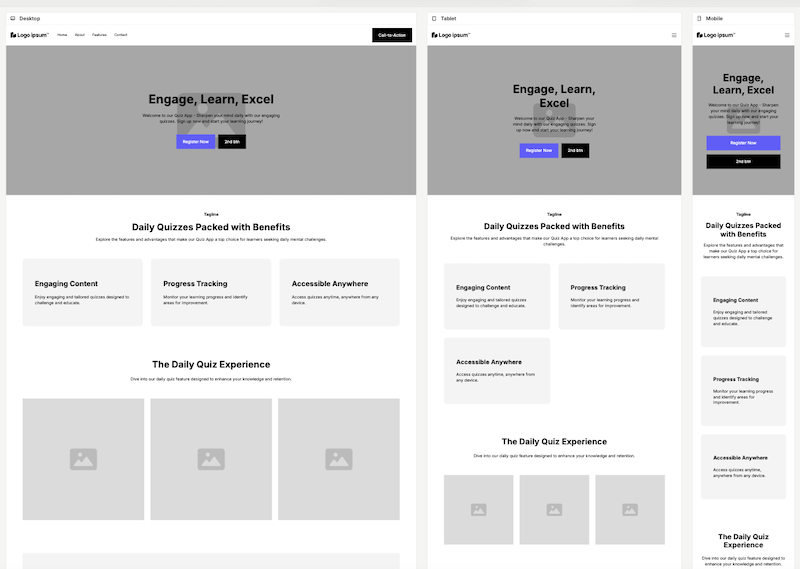 Desktop
Logo ipsum™
Home
About
Features
Contact
Call-to-Action
Engage, Learn, Excel
Welcome to our Quiz App - Sharpen your mind daily with our engaging
quizzes. Sign up now and start your learning journey!
Register Now
2nd btn
Tagline
Daily Quizzes Packed with Benefits
Explore the features and advantages that make our Quiz App a top choice for learners seeking daily mental challenges.
Engaging Content
Enjoy engaging and tailored quizzes designed to
challenge and educate.
Progress Tracking
Monitor your learning progress and identify
areas for improvement.
Accessible Anywhere
Access quizzes anytime, anywhere from any
device.
The Daily Quiz Experience
Dive into our daily quiz feature designed to enhance your knowledge and retention.
Tablet
Logo ipsum™
Engage, Learn,
Excel
Welcome to our Quiz App - Sharpen your
mind daily with our engaging quizzes. Sign
up now and start your learning journey!
Register Now
2nd btn
Tagline
Daily Quizzes Packed with Benefits
Explore the features and advantages that make our Quiz App a top choice for learners seeking daily mental
challenges.
Engaging Content
Enjoy engaging and tailored quizzes
designed to challenge and educate.
Progress Tracking
Monitor your learning progress and
identify areas for improvement.
Accessible Anywhere
Access quizzes anytime, anywhere from
any device.
The Daily Quiz Experience
Dive into our daily quiz feature designed to enhance your knowledge and retention.
Mobile
Logo ipsum™
Engage,
Learn, Excel
Welcome to our Quiz App - Sharpen
your mind daily with our engaging
quizzes. Sign up now and start your
learning journey!
Register Now
2nd btn
Tagline
Daily Quizzes Packed
with Benefits
Explore the features and advantages that
make our Quiz App a top choice for
learners seeking daily mental challenges.
Engaging Content
Enjoy engaging and tailored
quizzes designed to challenge
and educate.
Progress Tracking
Monitor your learning progress
and identify areas for
improvement.
Accessible Anywhere
Access quizzes anytime,
anywhere from any device.
The Daily Quiz
Experience
Dive into our daily quiz feature designed to
enhance your knowledge and retention.